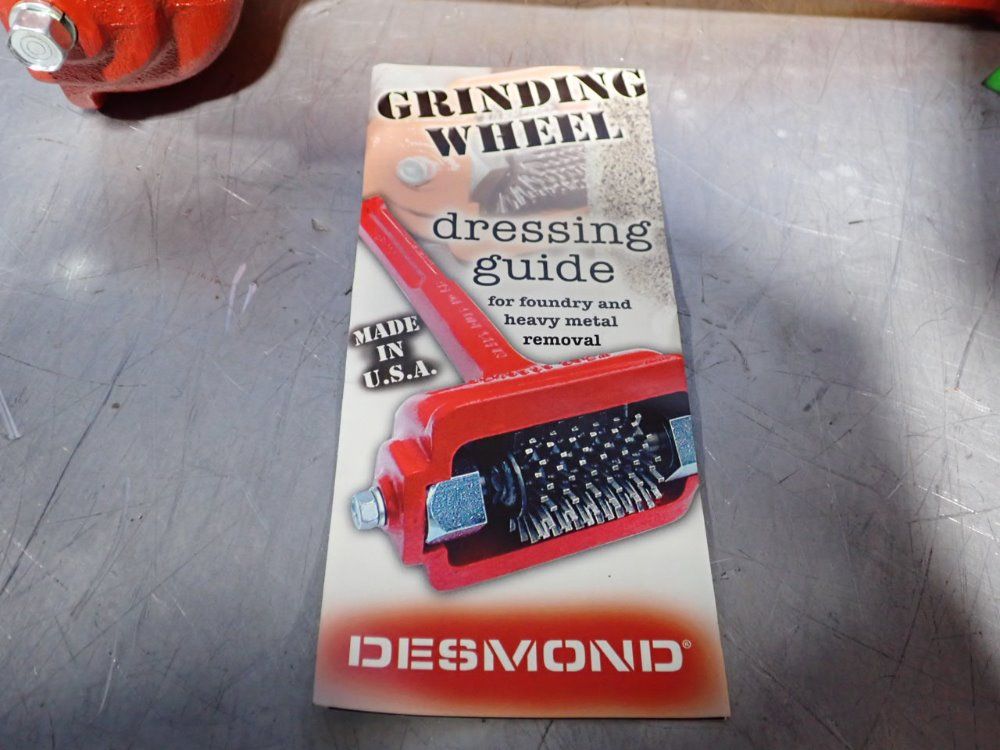 GRINDING
WHEEL
dressing
guide
for foundry and
heavy metal
removal
MADE
IN
U.S.A.
DESMOND®